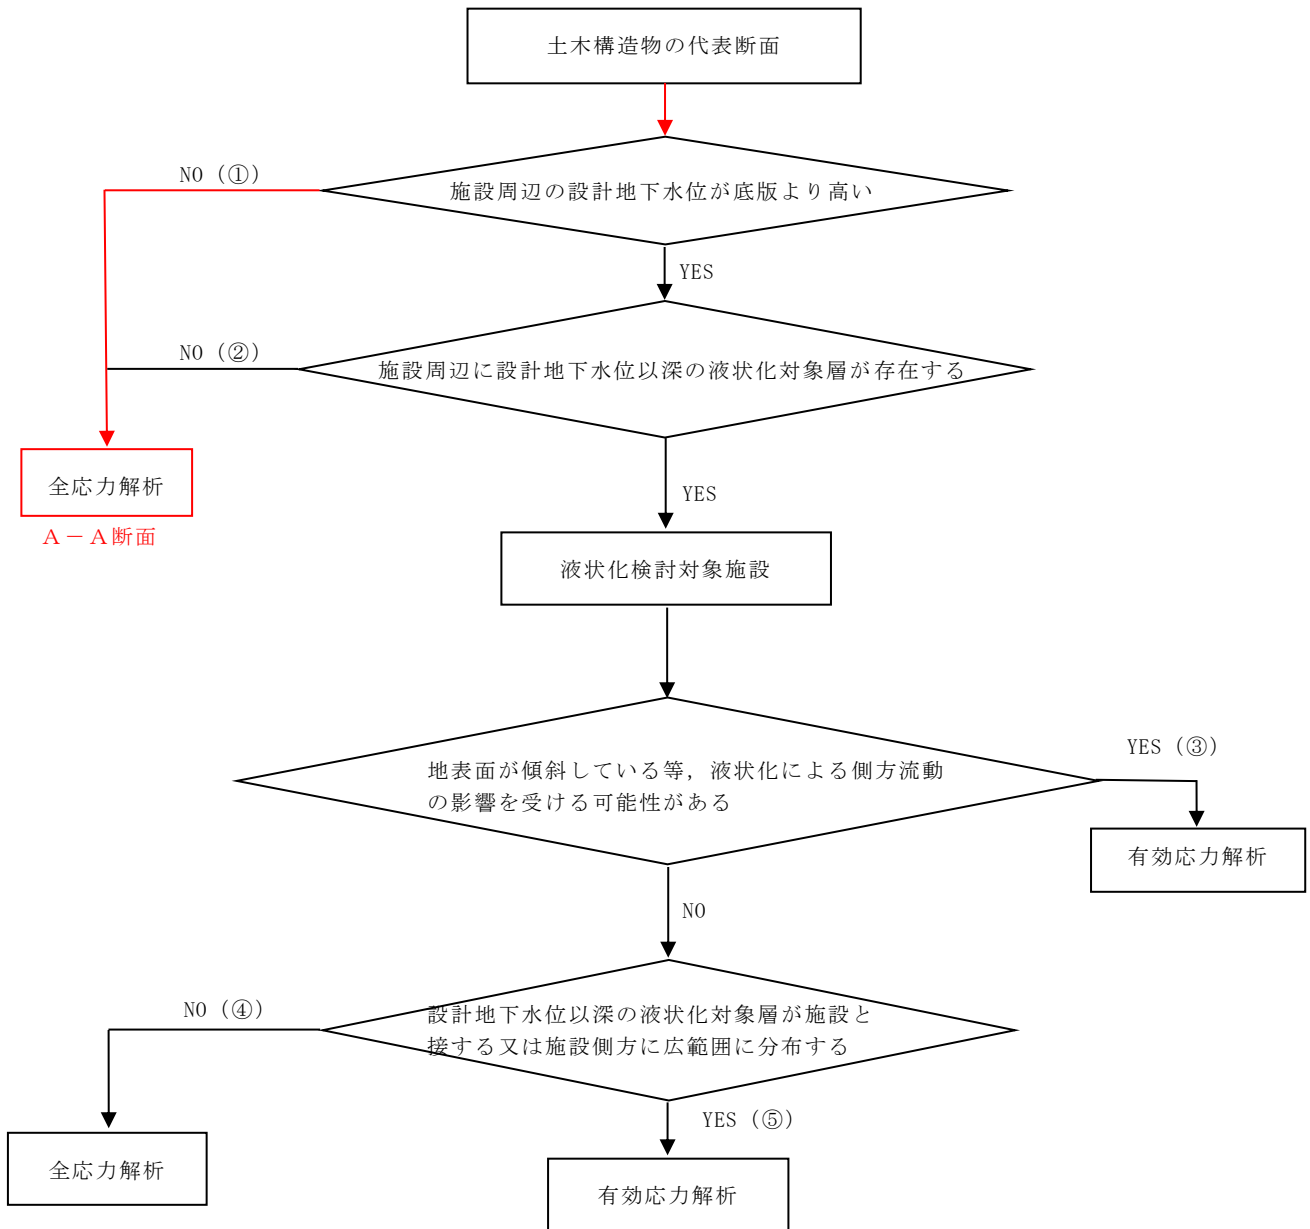 土木構造物の代表断面
NO (①)
施設周辺の設計地下水位が底版より高い
YES
NO (②)
施設周辺に設計地下水位以深の液状化対象層が存在する
全応力解析
A－A断面
YES
液状化検討対象施設
YES (③)
地表面が傾斜している等，液状化による側方流動
の影響を受ける可能性がある
有効応力解析
NO
NO (④)
設計地下水位以深の液状化対象層が施設と
接する又は施設側方に広範囲に分布する
YES (⑤)
全応力解析
有効応力解析